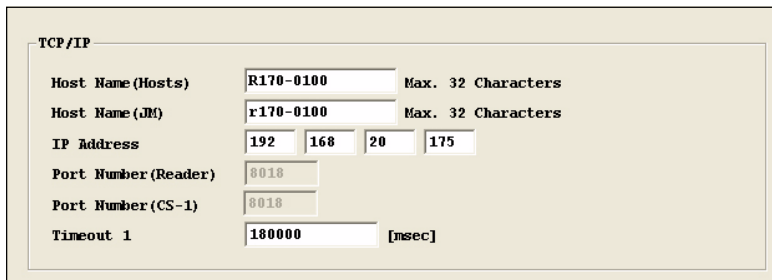 TCP/IP
Host Name(Hosts) R170-0100 Max. 32 Characters
Host Name(JM) r170-0100 Max. 32 Characters
IP Address 192 168 20 175
Port Number(Reader) 8018
Port Number(CS-1) 8018
Timeout 1 180000 [msec]